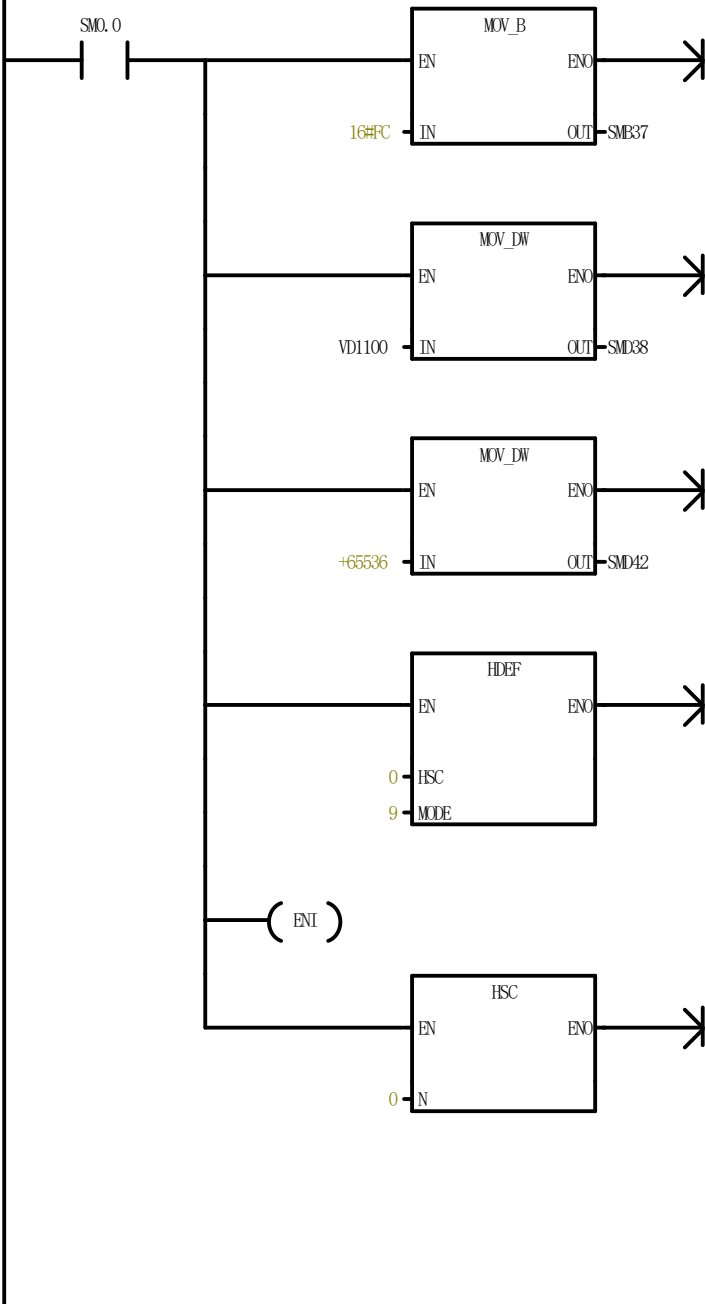 SM0.0
MOV_B
EN ENO
16#FC IN OUT SMB37
MOV_DW
EN ENO
VD1100 IN OUT SMD38
MOV_DW
EN ENO
+65536 IN OUT SMD42
HDEF
EN ENO
0 HSC
9 MODE
ENI
HSC
EN ENO
0 N